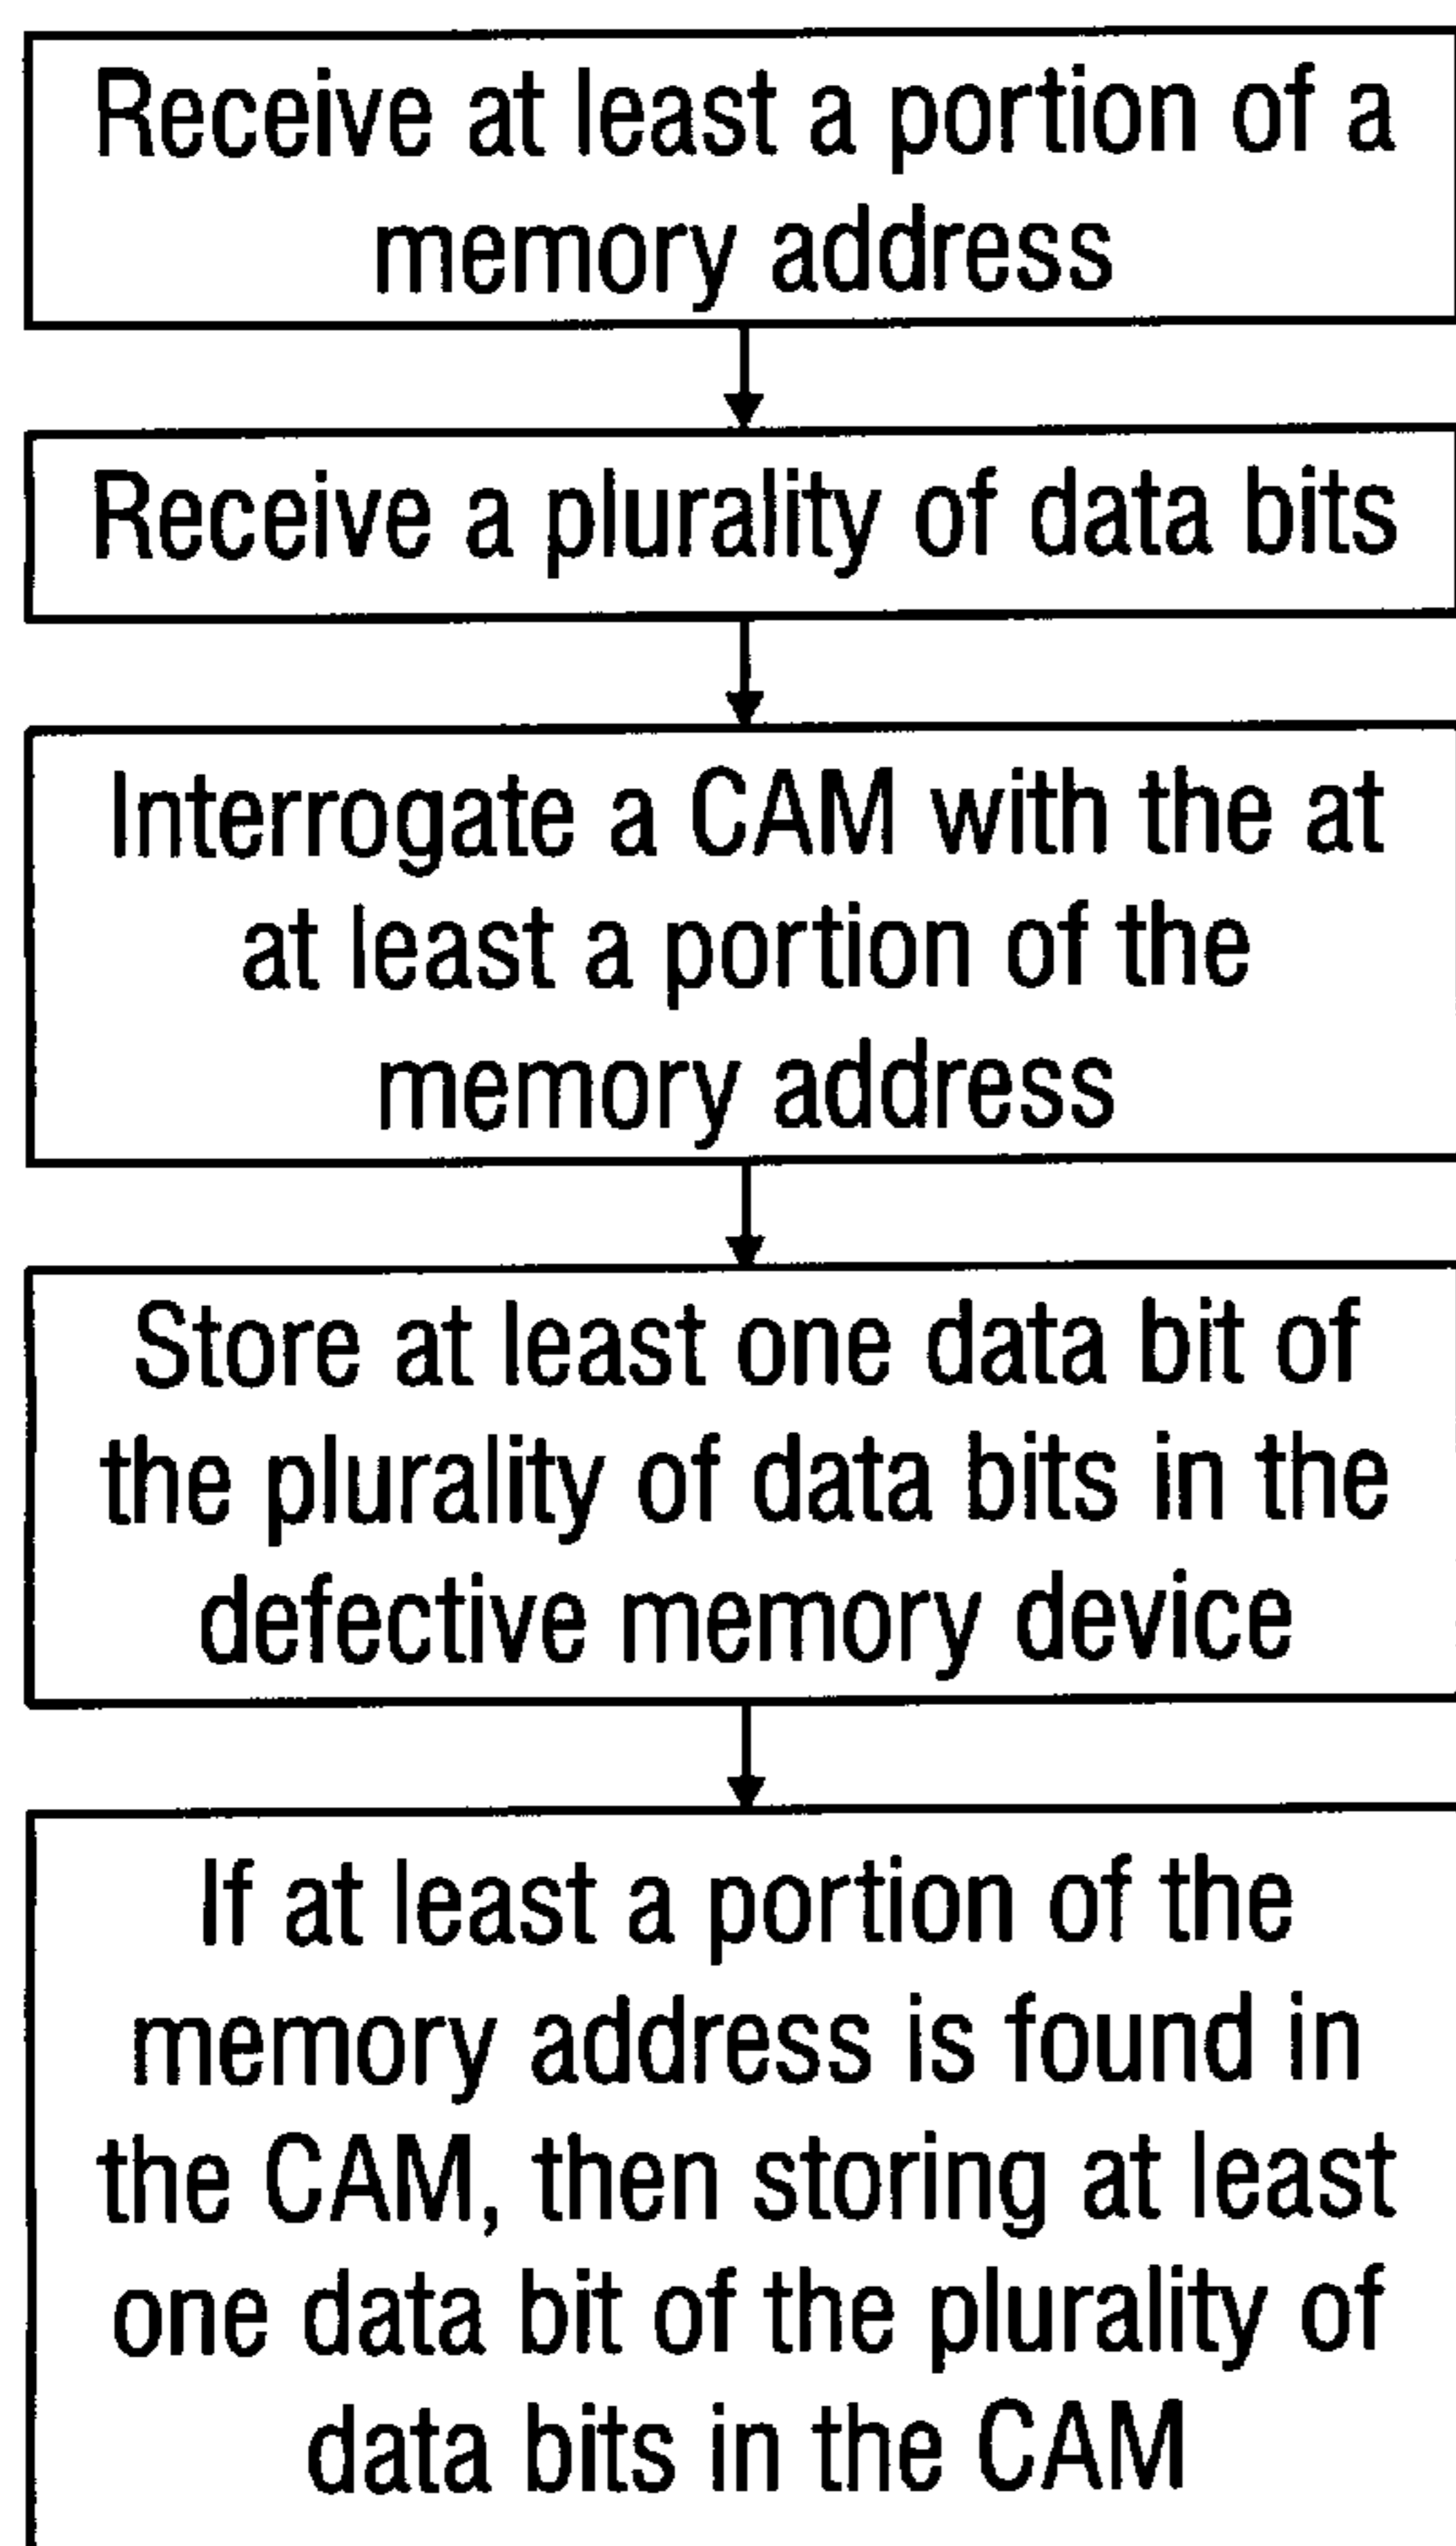 Receive at least a portion of a
memory address
Receive a plurality of data bits
Interrogate a CAM with the at
at least a portion of the
memory address
Store at least one data bit of
the plurality of data bits in the
defective memory device
If at least a portion of the
memory address is found in
the CAM, then storing at least
one data bit of the plurality of
data bits in the CAM